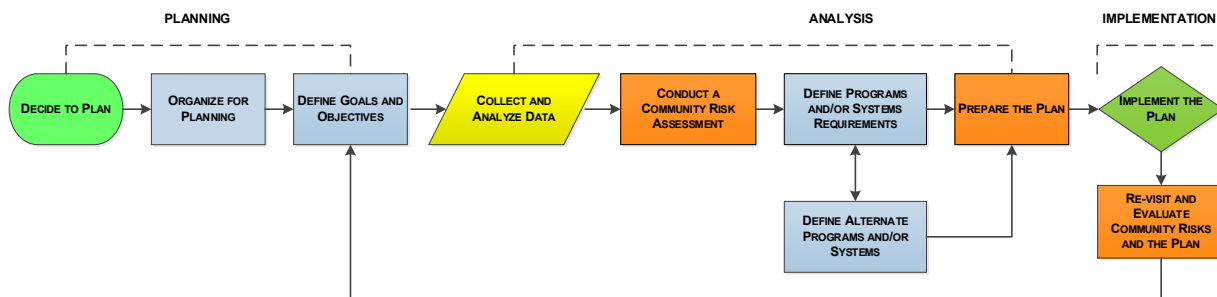 PLANNING
ANALYSIS
IMPLEMENTATION
DECIDE TO PLAN
ORGANIZE FOR
PLANNING
DEFINE GOALS AND
OBJECTIVES
COLLECT AND
ANALYZE DATA
CONDUCT A
COMMUNITY RISK
ASSESSMENT
DEFINE PROGRAMS
AND/OR SYSTEMS
REQUIREMENTS
PREPARE THE PLAN
IMPLEMENT THE
PLAN
DEFINE ALTERNATE
PROGRAMS AND/OR
SYSTEMS
RE-VISIT AND
EVALUATE
COMMUNITY RISKS
AND THE PLAN